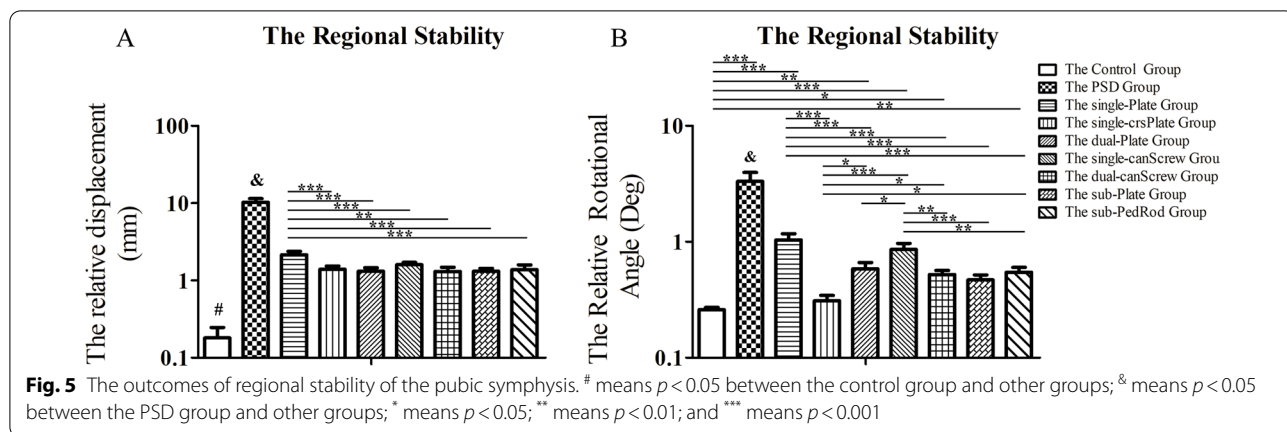 A
The Regional Stability
The relative displacement
(mm)
100
10
1
0.1
#
&
***
***
***
**
***
***
B
The Regional Stability
The Relative Rotational
Angle (Deg)
10
1
0.1
&
***
***
**
***
*
**
***
***
***
***
***
*
***
*
*
*
**
***
**
The Control Group
The PSD Group
The single-Plate Group
The single-crsPlate Group
The dual-Plate Group
The single-canScrew Grou
The dual-canScrew Group
The sub-Plate Group
The sub-PedRod Group
Fig. 5 The outcomes of regional stability of the pubic symphysis. # means p < 0.05 between the control group and other groups; & means p < 0.05
between the PSD group and other groups; * means p < 0.05; ** means p < 0.01; and *** means p < 0.001